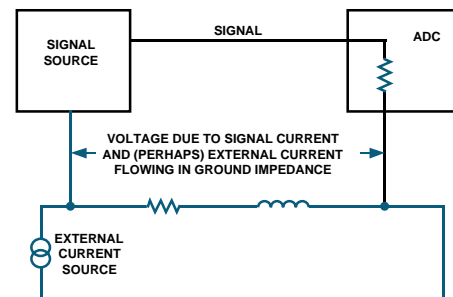 SIGNAL
SOURCE
SIGNAL
ADC
VOLTAGE DUE TO SIGNAL CURRENT
AND (PERHAPS) EXTERNAL CURRENT
FLOWING IN GROUND IMPEDANCE
EXTERNAL
CURRENT
SOURCE